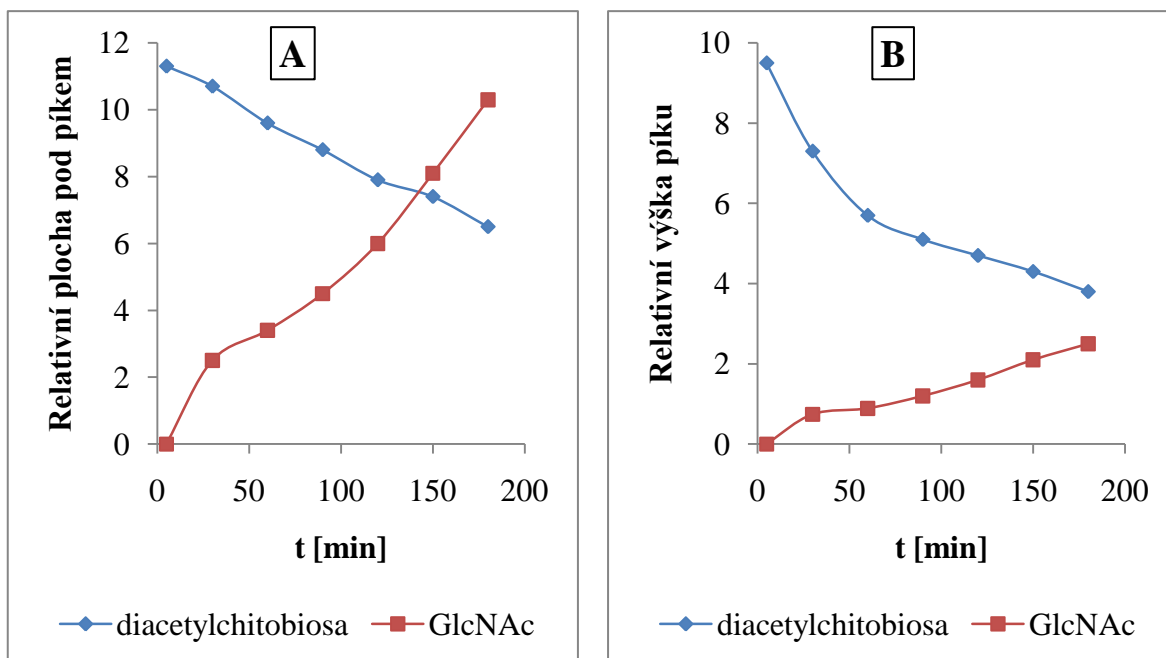 A
Relativní plocha pod píkem
12
10
8
6
4
2
0
0 50 100 150 200
t [min]
diacetylchitobiosa GlcNAc
B
Relativní výška píku
10
8
6
4
2
0
0 50 100 150 200
t [min]
diacetylchitobiosa GlcNAc